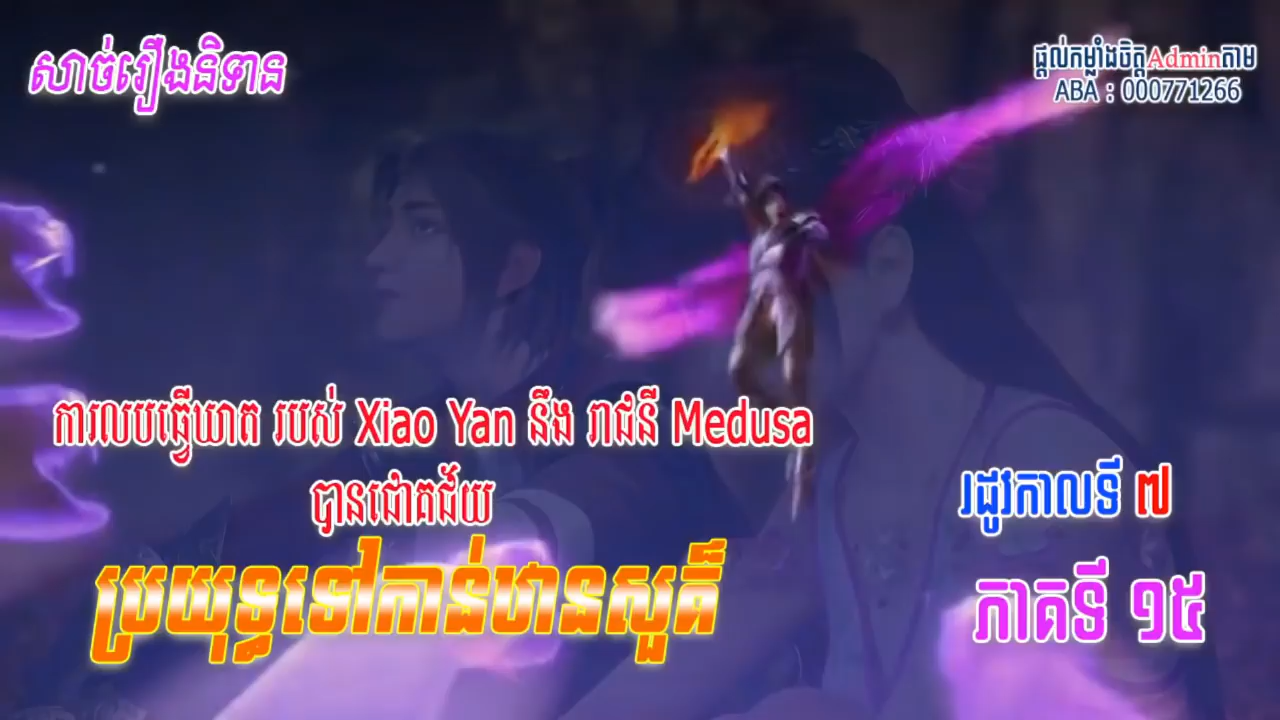 សាច់រឿងនិទាន
ផ្តល់កម្លាំងចិត្តAdminតាម
ABA : 000771266
ការលបធ្វើឃាត របស់ Xiao Yan នឹង រាជនី Medusa
បានជោគជ័យ
ប្រយុទ្ធទៅកាន់ឋានសួគ៏
រដូវកាលទី ៧
ភាគទី ១៥